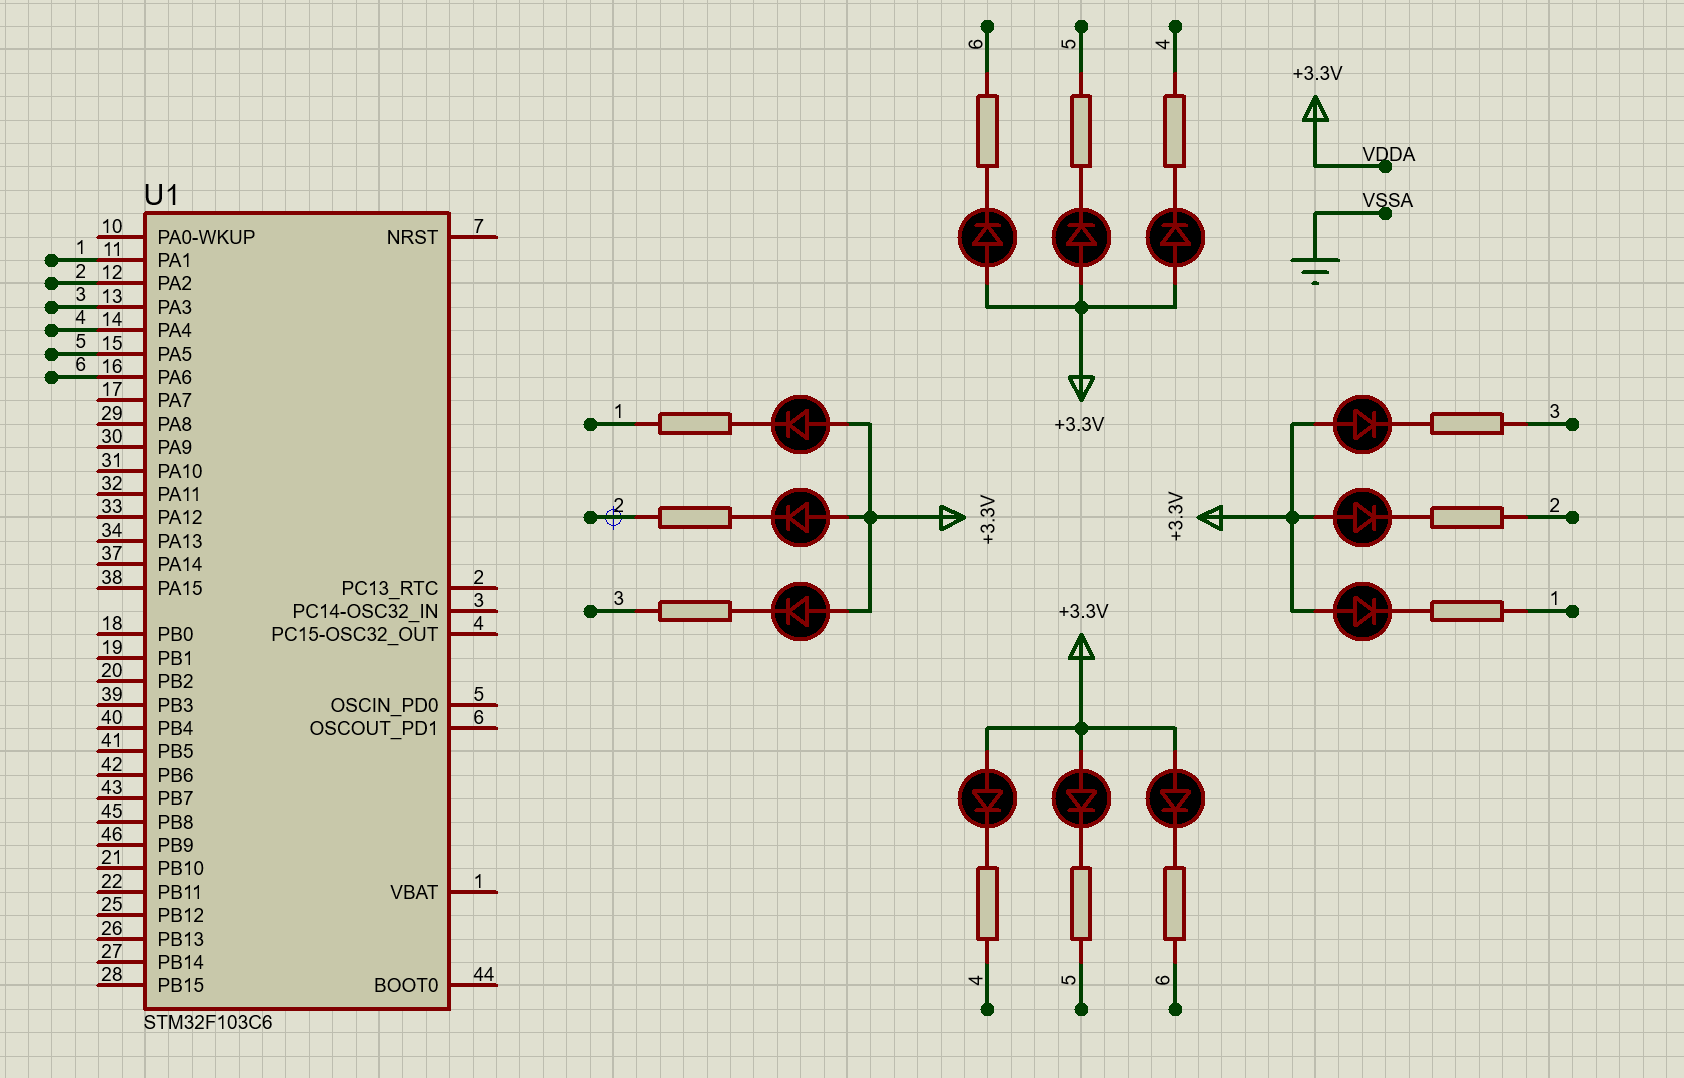 U1
10 PA0-WKUP NRST 7
1 11 PA1
2 12 PA2
3 13 PA3
4 14 PA4
5 15 PA5
6 16 PA6
17 PA7
29 PA8
30 PA9
31 PA10
32 PA11
33 PA12
34 PA13
37 PA14
38 PA15
PC13_RTC 2
PC14-OSC32_IN 3
18 PB0 PC15-OSC32_OUT 4
19 PB1
20 PB2
39 PB3 OSCIN_PD0 5
40 PB4 OSCOUT_PD1 6
41 PB5
42 PB6
43 PB7
45 PB8
46 PB9
21 PB10
22 PB11 VBAT 1
25 PB12
26 PB13
27 PB14
28 PB15 BOOT0 44
STM32F103C6
6 5 4
+3.3V
VDDA
VSSA
+3.3V
1
2
3
+3.3V
+3.3V
3
2
1
+3.3V
4 5 6